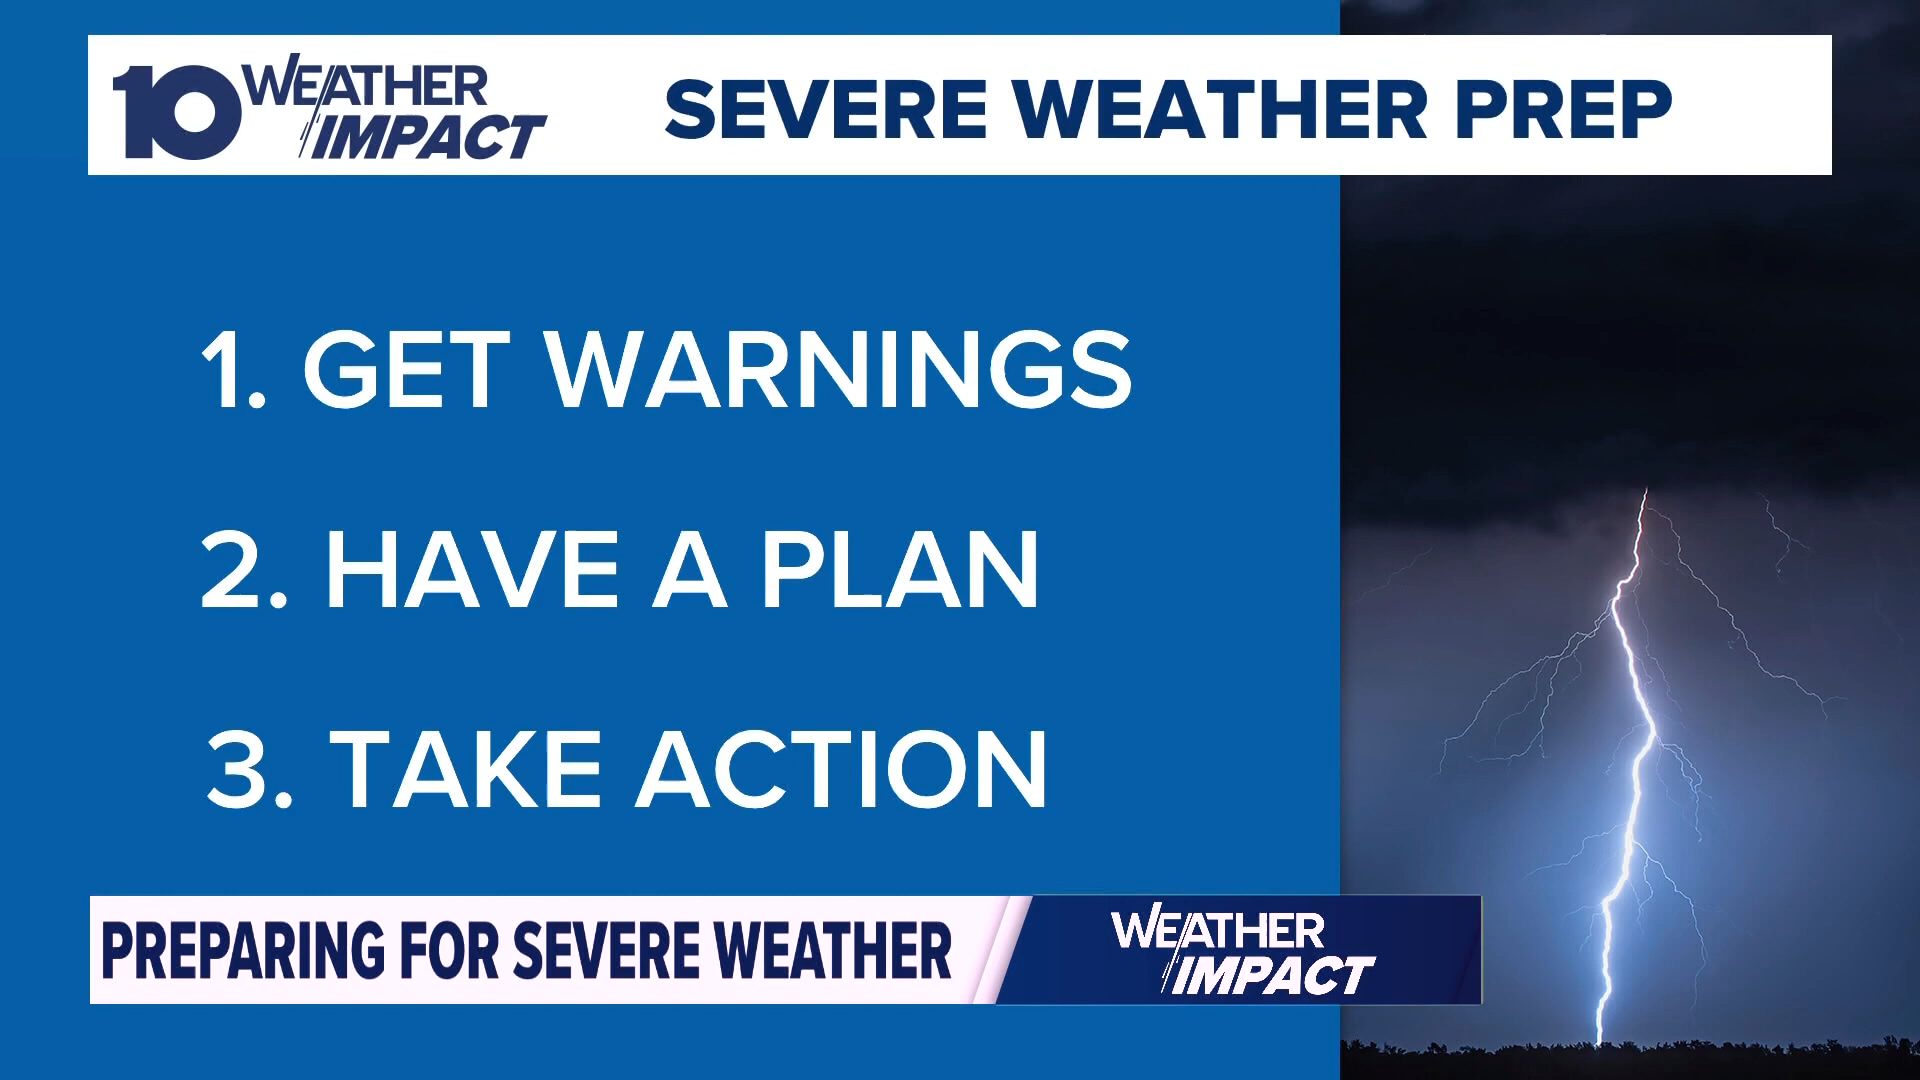 10 WEATHER IMPACT
SEVERE WEATHER PREP
1. GET WARNINGS
2. HAVE A PLAN
3. TAKE ACTION
PREPARING FOR SEVERE WEATHER
WEATHER IMPACT